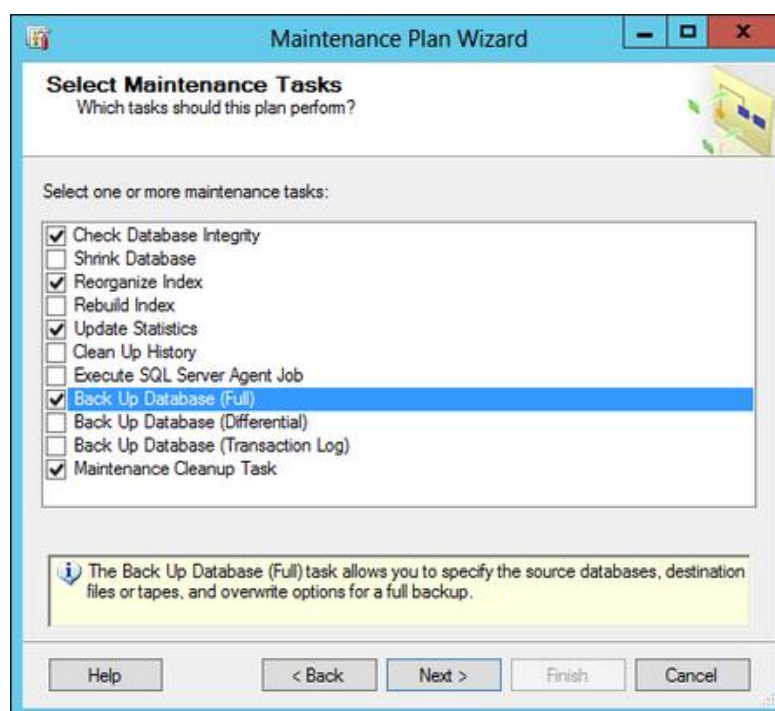 Maintenance Plan Wizard
Select Maintenance Tasks
Which tasks should this plan perform?
Select one or more maintenance tasks:
Check Database Integrity
Shrink Database
Reorganize Index
Rebuild Index
Update Statistics
Clean Up History
Execute SQL Server Agent Job
Back Up Database (Full)
Back Up Database (Differential)
Back Up Database (Transaction Log)
Maintenance Cleanup Task
The Back Up Database (Full) task allows you to specify the source databases, destination
files or tapes, and overwrite options for a full backup.
Help
< Back
Next >
Finish
Cancel